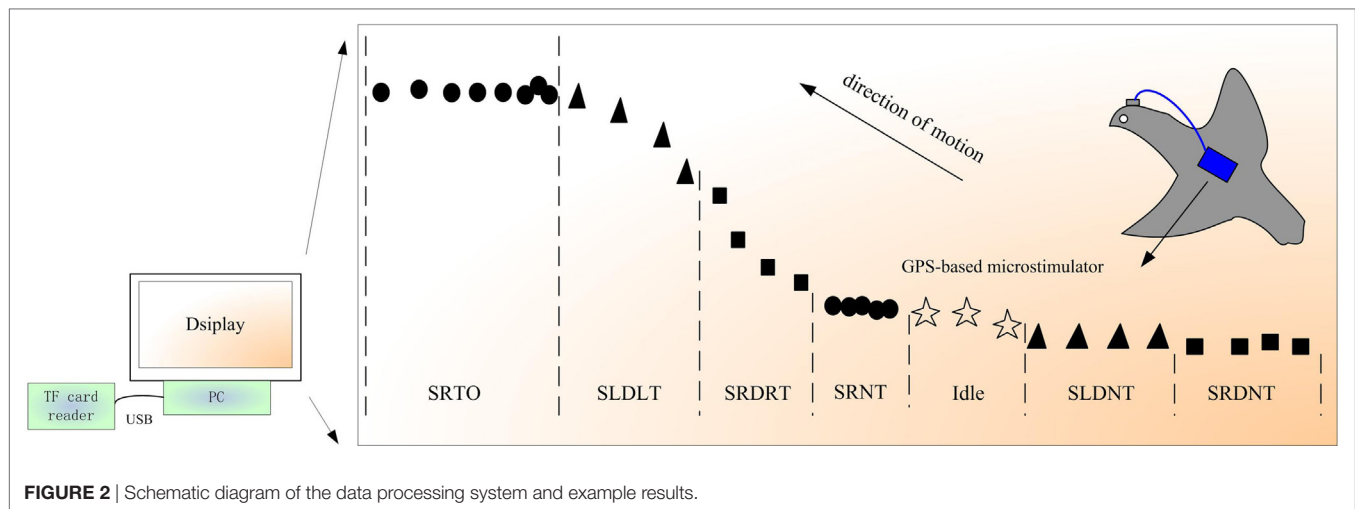 direction of motion
GPS-based microstimulator
Dsiplay
TF card
reader
USB
PC
SRTO
SLDLT
SRDRT
SRNT
Idle
SLDNT
SRDNT
FIGURE 2 | Schematic diagram of the data processing system and example results.